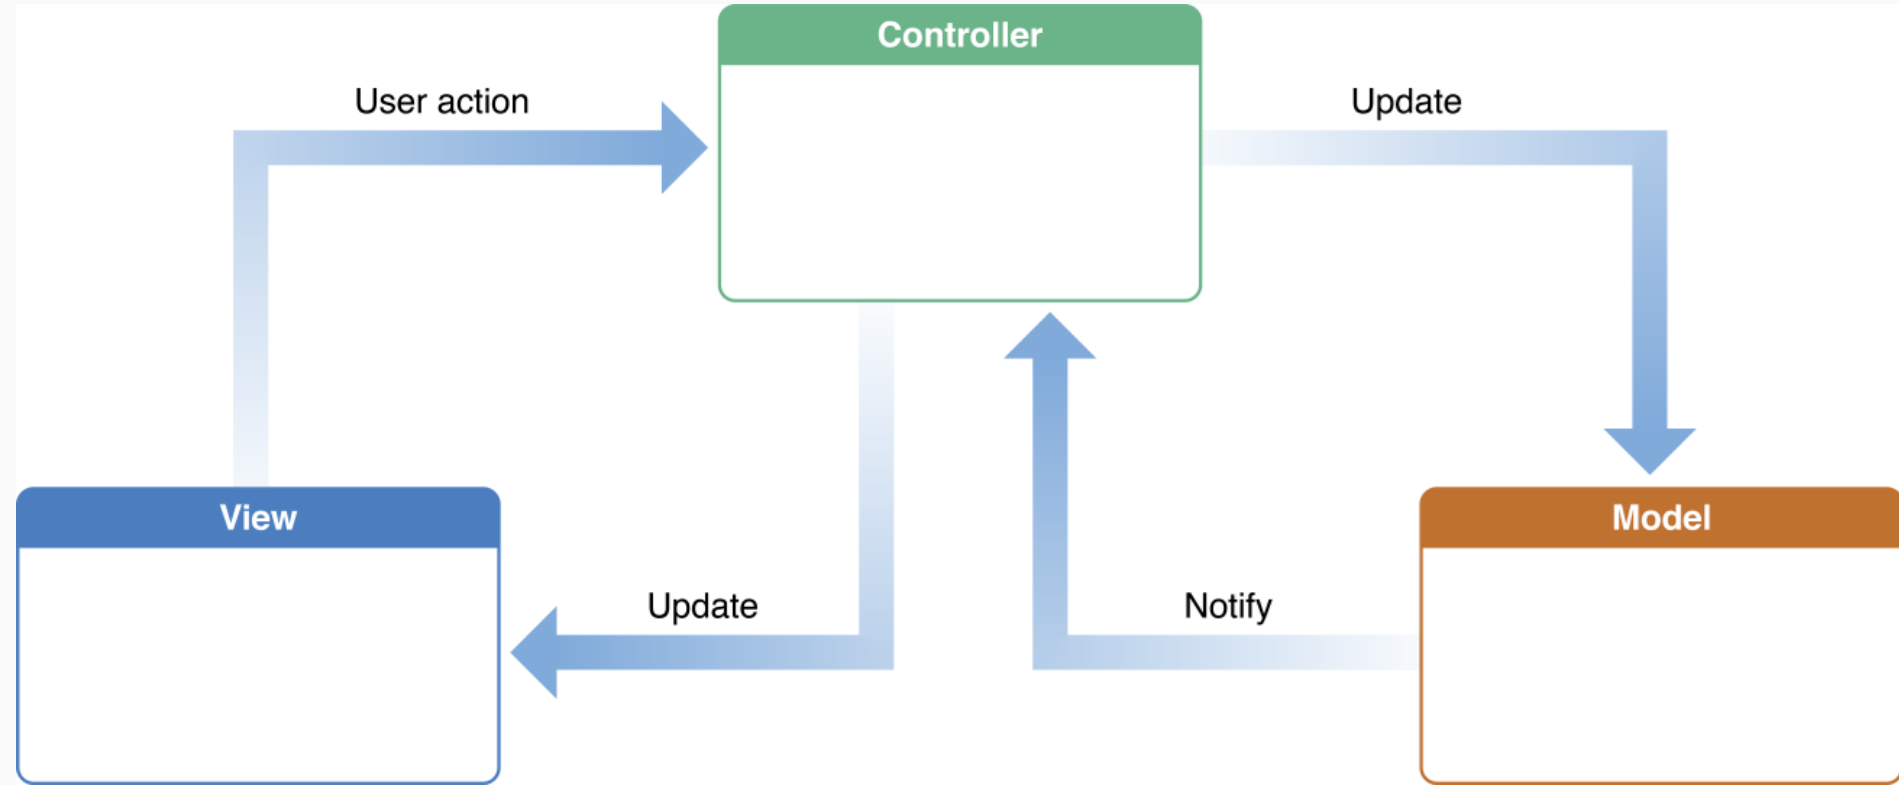 Controller
User action
Update
View
Model
Update
Notify